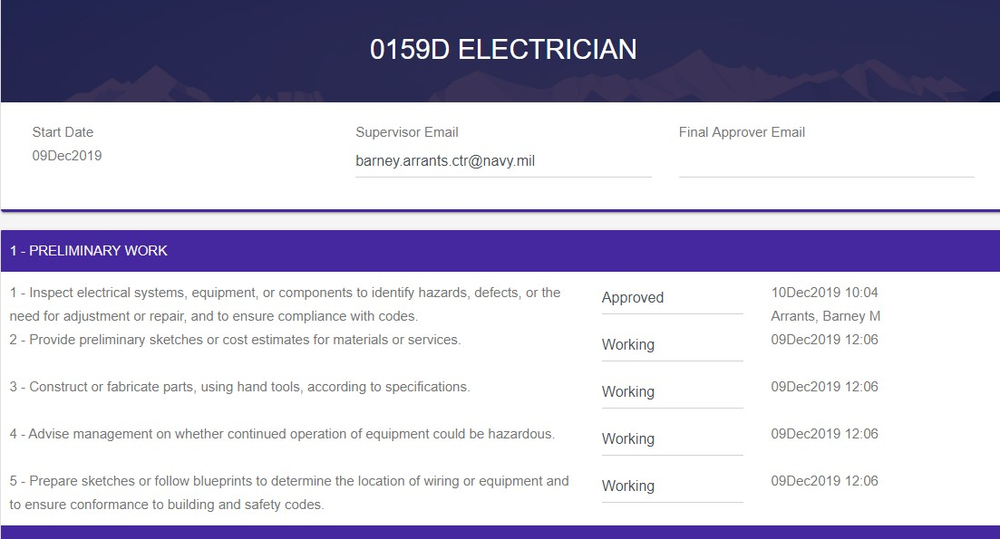 0159D ELECTRICIAN
Start Date
09Dec2019
Supervisor Email
barney.arrants.ctr@navy.mil
Final Approver Email
1 - PRELIMINARY WORK
1 - Inspect electrical systems, equipment, or components to identify hazards, defects, or the
need for adjustment or repair, and to ensure compliance with codes.
Approved
10Dec2019 10:04
Arrants, Barney M
2 - Provide preliminary sketches or cost estimates for materials or services.
Working
09Dec2019 12:06
3 - Construct or fabricate parts, using hand tools, according to specifications.
Working
09Dec2019 12:06
4 - Advise management on whether continued operation of equipment could be hazardous.
Working
09Dec2019 12:06
5 - Prepare sketches or follow blueprints to determine the location of wiring or equipment and
to ensure conformance to building and safety codes.
Working
09Dec2019 12:06